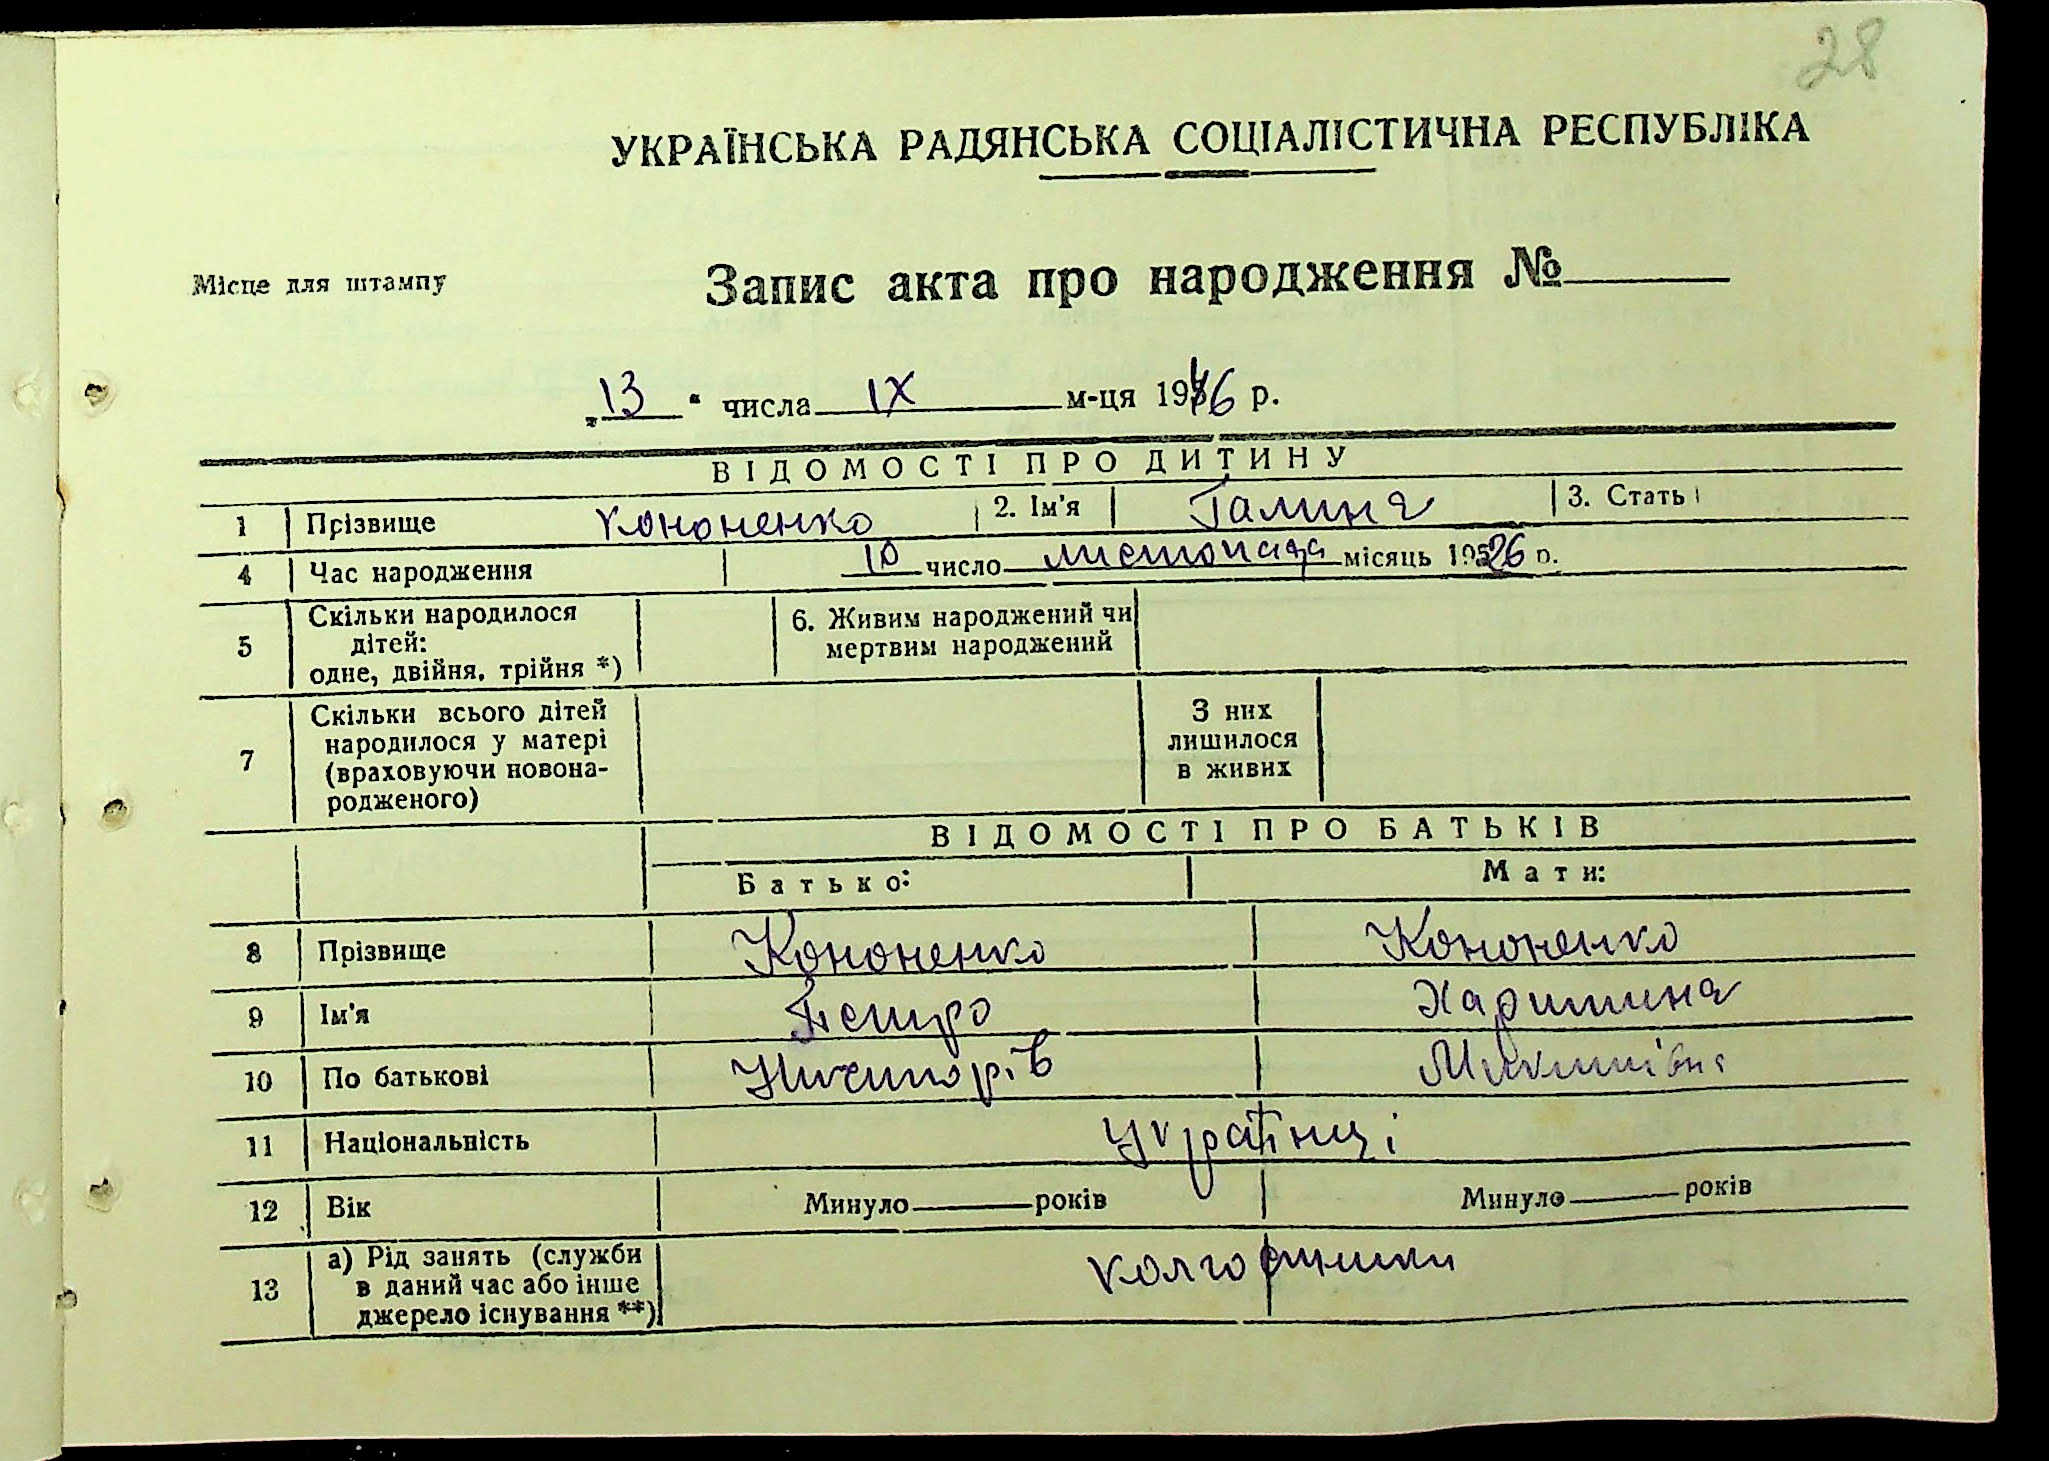 28
УКРАЇНСЬКА РАДЯНСЬКА СОЦІАЛІСТИЧНА РЕСПУБЛІКА
Місце для штампу
Запис акта про народження №
„13“ числа IX м-ця 1946 р.
ВІДОМОСТІ ПРО ДИТИНУ
1 Прізвище Кононенко 2. Ім'я Галина 3. Стать
4 Час народження 10 число листопада місяць 1926 р.
5 Скільки народилося дітей: одне, двійня, трійня *) 6. Живим народжений чи мертвим народжений
7 Скільки всього дітей народилося у матері (враховуючи новона-родженого) З них лишилося в живих
ВІДОМОСТІ ПРО БАТЬКІВ
Батько: Мати:
8 Прізвище Кононенко Кононенко
9 Ім'я Петро Харитина
10 По батькові Ничипорів
11 Національність Українці
12 Вік Минуло років Минуло років
13 а) Рід занять (служби в даний час або інше джерело існування **)